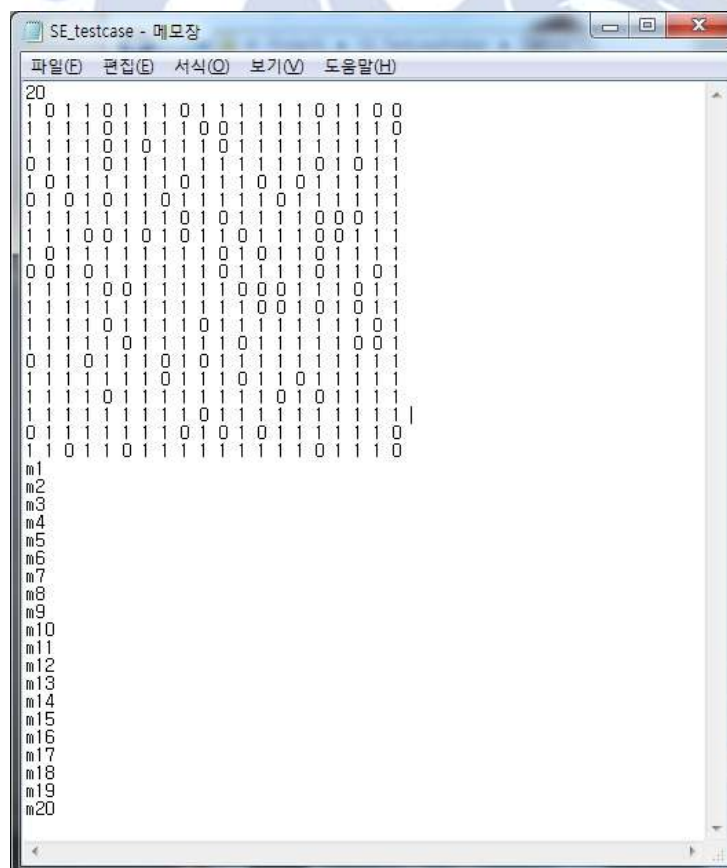 SE_testcase - 메모장
파일(F) 편집(E) 서식(O) 보기(V) 도움말(H)
20
1 0 1 1 0 1 1 1 0 1 1 1 1 1 1 0 1 1 0 0
1 1 1 1 0 1 1 1 1 0 0 1 1 1 1 1 1 1 1 0
1 1 1 1 0 1 0 1 1 1 0 1 1 1 1 1 1 1 1 1
0 1 1 1 0 1 1 1 1 1 1 1 1 1 1 0 1 0 1 1
1 0 1 1 1 1 1 1 0 1 1 1 0 1 0 1 1 1 1 1
0 1 0 1 0 1 1 0 1 1 1 1 1 0 1 1 1 1 1 1
1 1 1 1 1 1 1 1 0 1 0 1 1 1 1 0 0 0 1 1
1 1 1 0 0 1 0 1 0 1 1 0 1 1 1 0 0 1 1 1
1 0 1 1 1 1 1 1 1 1 0 1 0 1 1 0 1 1 1 1
0 0 1 0 1 1 1 1 1 1 0 1 1 1 1 0 1 1 0 1
1 1 1 1 0 0 1 1 1 1 1 0 0 0 1 1 1 0 1 1
1 1 1 1 1 1 1 1 1 1 1 1 0 0 1 0 1 0 1 1
1 1 1 1 0 1 1 1 1 0 1 1 1 1 1 1 1 1 0 1
1 1 1 1 1 0 1 1 1 1 1 0 1 1 1 1 1 0 0 1
0 1 1 0 1 1 1 0 1 0 1 1 1 1 1 1 1 1 1 1
1 1 1 1 1 1 1 0 1 1 1 0 1 1 0 1 1 1 1 1
1 1 1 1 0 1 1 1 1 1 1 1 1 0 1 0 1 1 1 1
1 1 1 1 1 1 1 1 1 0 1 1 1 1 1 1 1 1 1 1
0 1 1 1 1 1 1 1 0 1 0 1 0 1 1 1 1 1 1 0
1 1 0 1 1 0 1 1 1 1 1 1 1 1 1 0 1 1 1 0
m1
m2
m3
m4
m5
m6
m7
m8
m9
m10
m11
m12
m13
m14
m15
m16
m17
m18
m19
m20